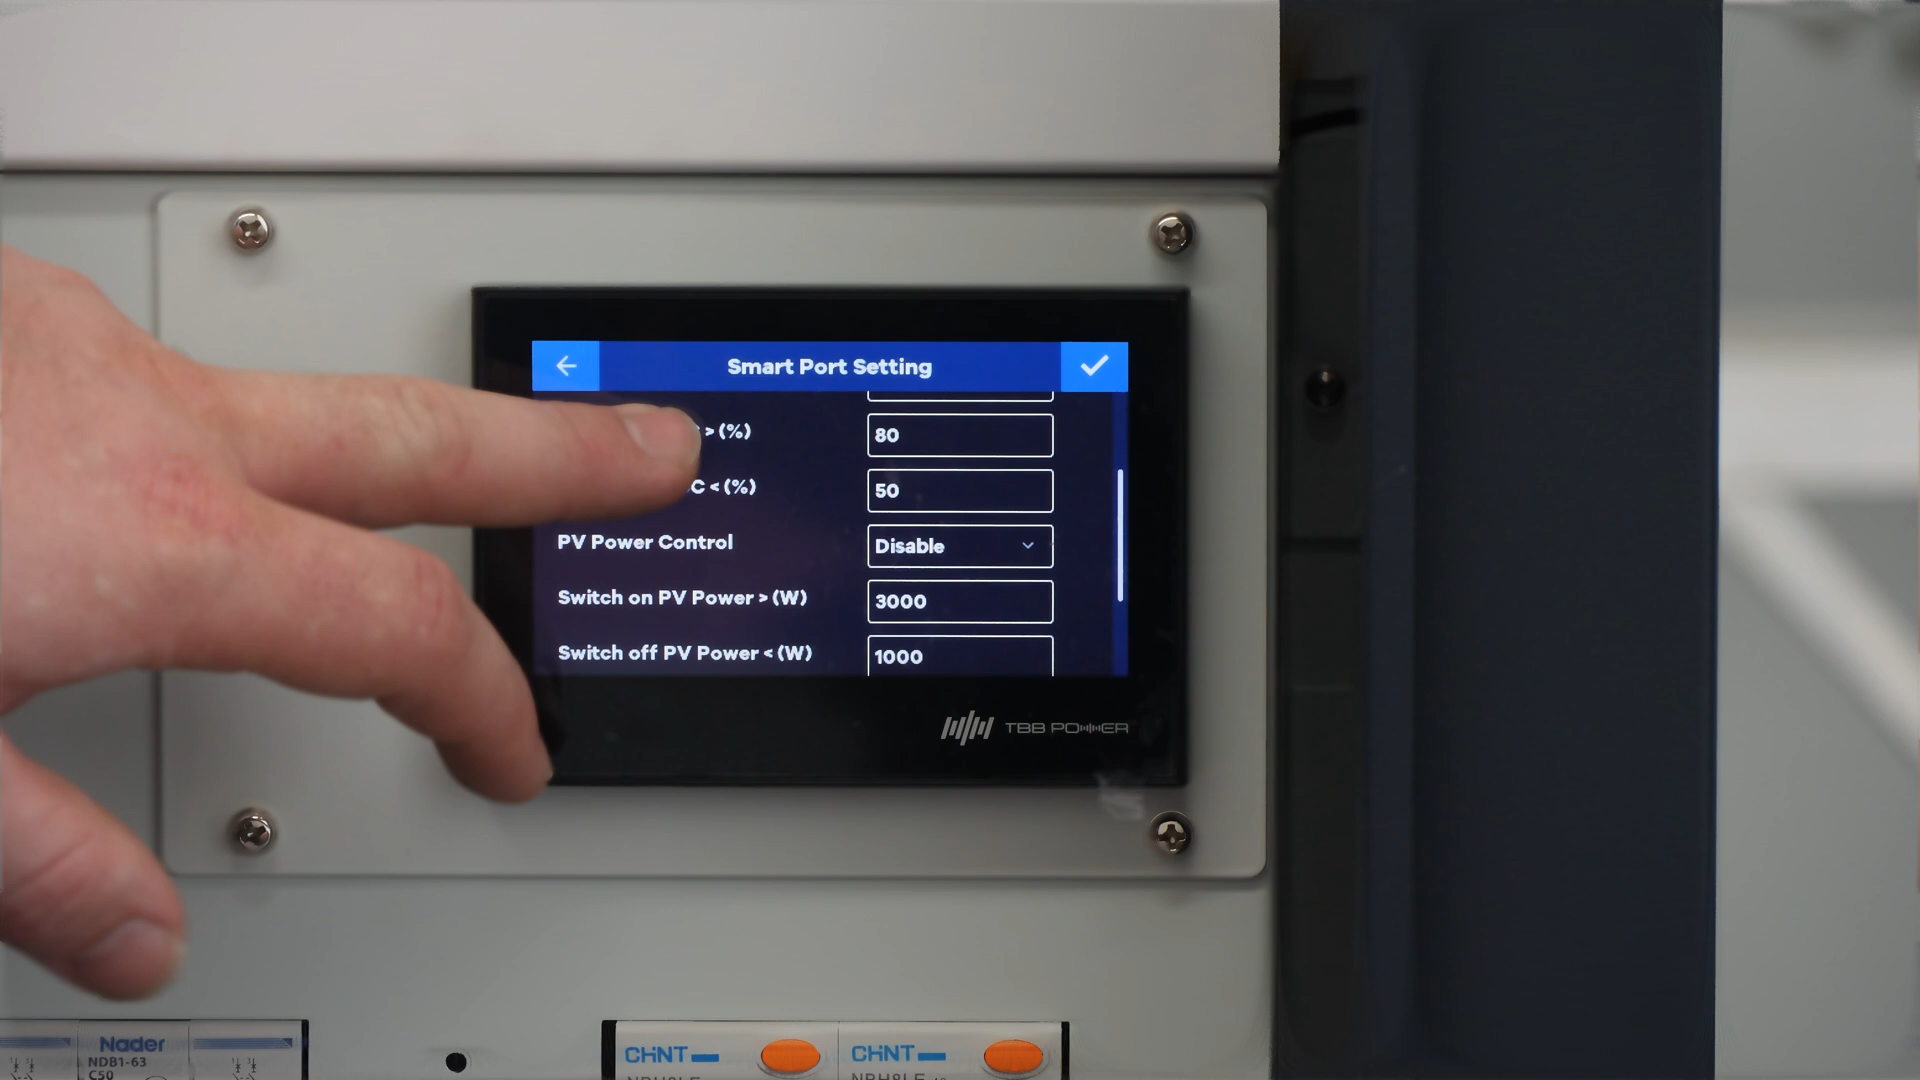 Smart Port Setting
> (%)
80
C < (%)
50
PV Power Control
Disable
Switch on PV Power > (W)
3000
Switch off PV Power < (W)
1000
TBB POWER
Nader
NDB1-63
C50
CHNT
CHNT